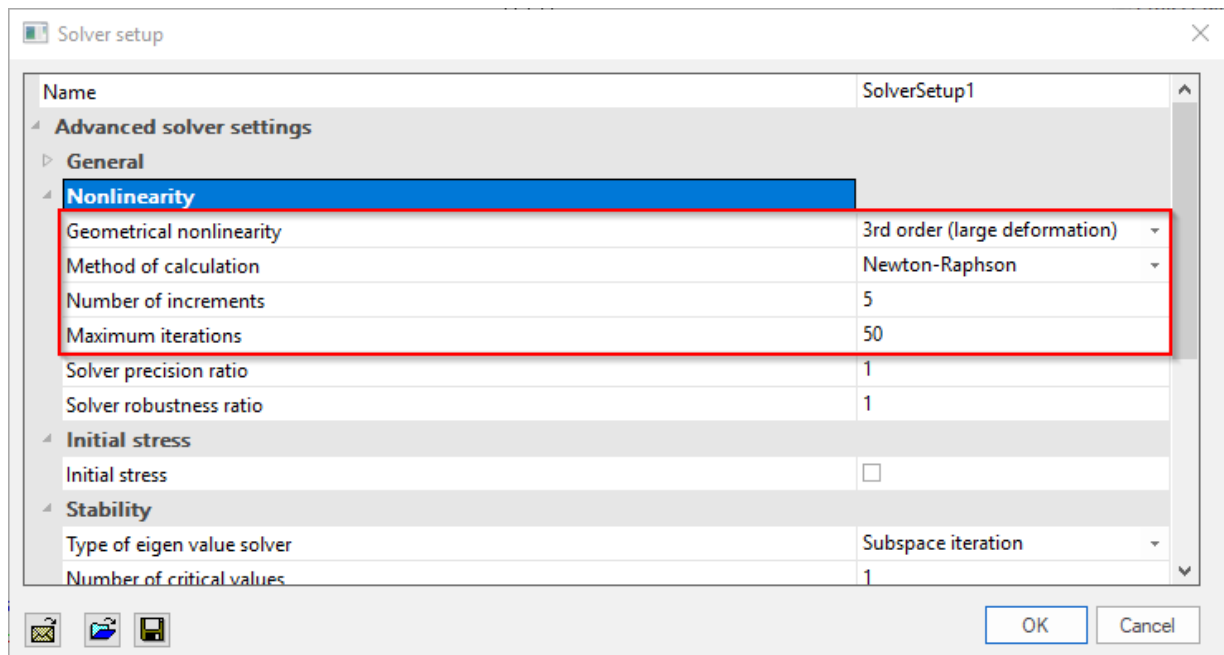 Solver setup
Name SolverSetup1
Advanced solver settings
General
Nonlinearity
Geometrical nonlinearity 3rd order (large deformation)
Method of calculation Newton-Raphson
Number of increments 5
Maximum iterations 50
Solver precision ratio 1
Solver robustness ratio 1
Initial stress
Initial stress
Stability
Type of eigen value solver Subspace iteration
Number of critical values 1
OK Cancel